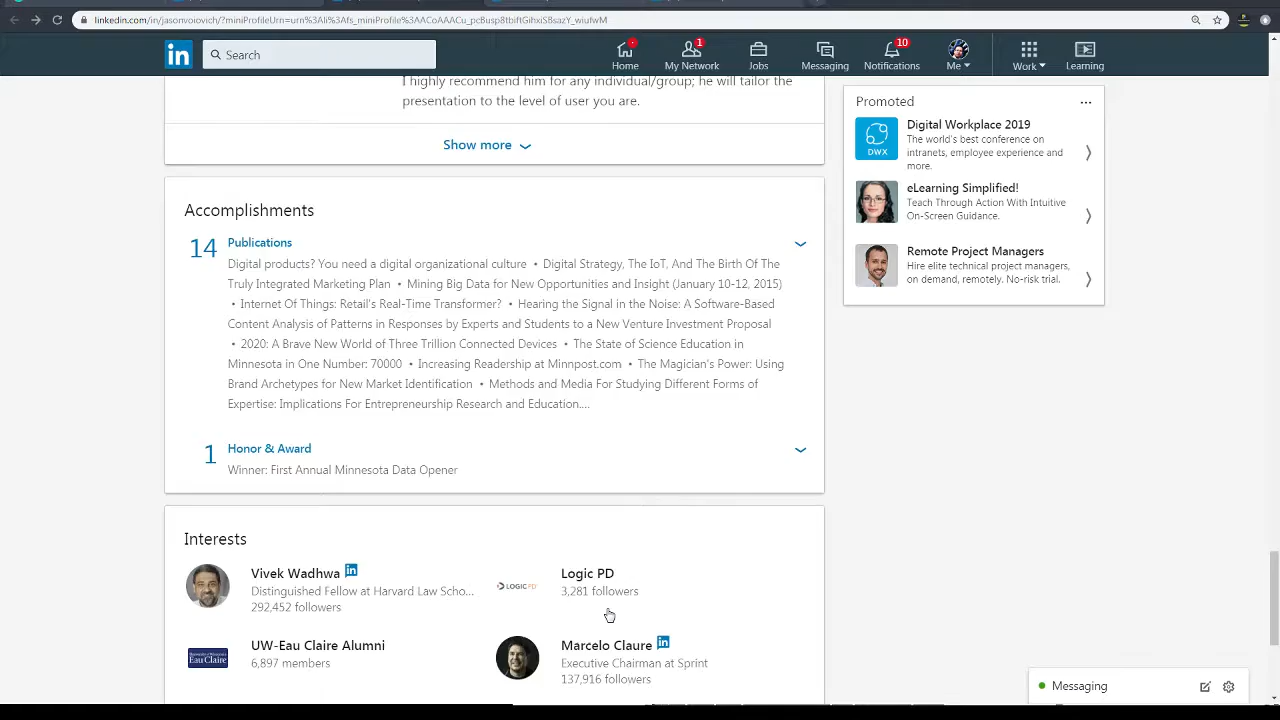 linkedin.com/in/jasonvoiovich/?miniProfileUrn=urn%3Ali%3Afs_miniProfile%3AACoAAACu_pcBusp8tbiftGihxiSBsazY_wiufwM
in
Search
Home
1
My Network
Jobs
Messaging
10
Notifications
Me
Work
Learning
I highly recommend him for any individual/group; he will tailor the
presentation to the level of user you are.
Show more
Accomplishments
14
Publications
Digital products? You need a digital organizational culture • Digital Strategy, The IoT, And The Birth Of The
Truly Integrated Marketing Plan • Mining Big Data for New Opportunities and Insight (January 10-12, 2015)
• Internet Of Things: Retail's Real-Time Transformer? • Hearing the Signal in the Noise: A Software-Based
Content Analysis of Patterns in Responses by Experts and Students to a New Venture Investment Proposal
• 2020: A Brave New World of Three Trillion Connected Devices • The State of Science Education in
Minnesota in One Number: 70000 • Increasing Readership at Minnpost.com • The Magician's Power: Using
Brand Archetypes for New Market Identification • Methods and Media For Studying Different Forms of
Expertise: Implications For Entrepreneurship Research and Education....
1
Honor & Award
Winner: First Annual Minnesota Data Opener
Interests
Vivek Wadhwa in
Distinguished Fellow at Harvard Law Scho...
292,452 followers
LOGIC PD
Logic PD
3,281 followers
Eau Claire
UW-Eau Claire Alumni
6,897 members
Marcelo Claure in
Executive Chairman at Sprint
137,916 followers
Promoted
DWX
Digital Workplace 2019
The world's best conference on
intranets, employee experience and
more.
eLearning Simplified!
Teach Through Action With Intuitive
On-Screen Guidance.
Remote Project Managers
Hire elite technical project managers,
on demand, remotely. No-risk trial.
Messaging